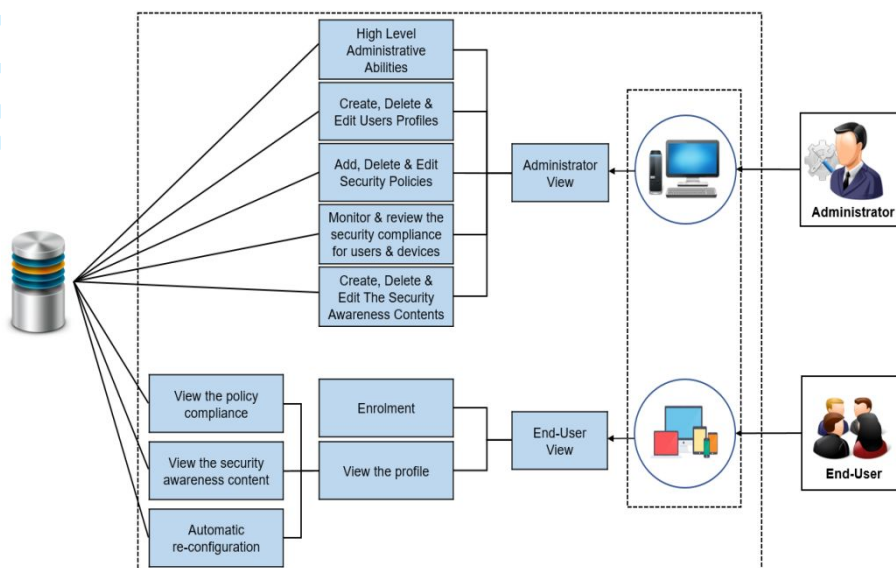 High Level
Administrative
Abilities
Create, Delete &
Edit Users Profiles
Add, Delete & Edit
Security Policies
Monitor & review the
security compliance
for users & devices
Create, Delete &
Edit The Security
Awareness Contents
Administrator
View
Administrator
View the policy
compliance
View the security
awareness content
Automatic
re-configuration
Enrolment
View the profile
End-User
View
End-User